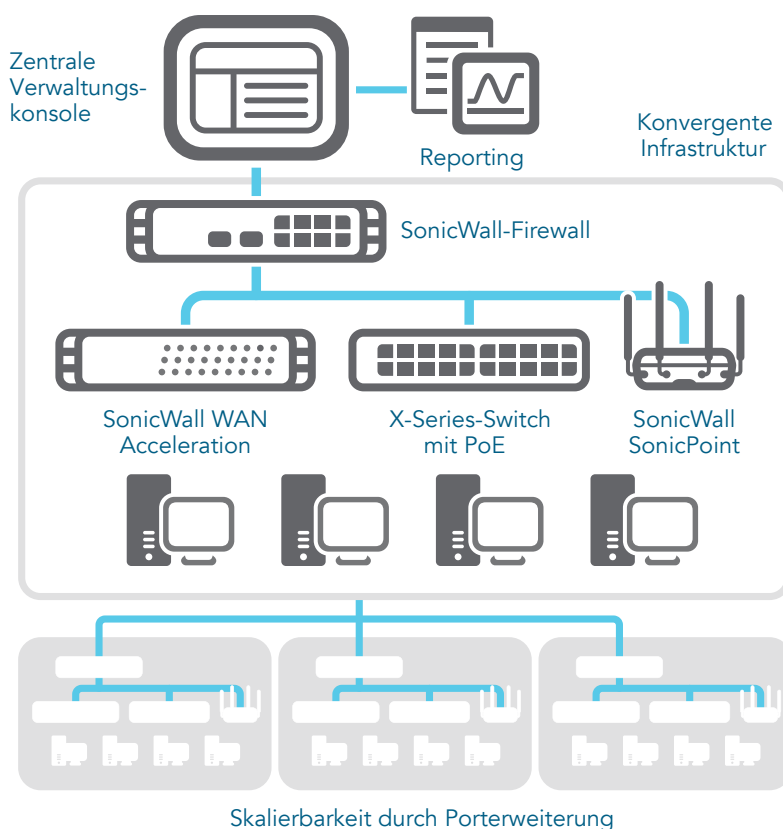 Zentrale
Verwaltungs-
konsole
Reporting
Konvergente
Infrastruktur
SonicWall-Firewall
SonicWall WAN
Acceleration
X-Series-Switch
mit PoE
SonicWall
SonicPoint
Skalierbarkeit durch Porterweiterung